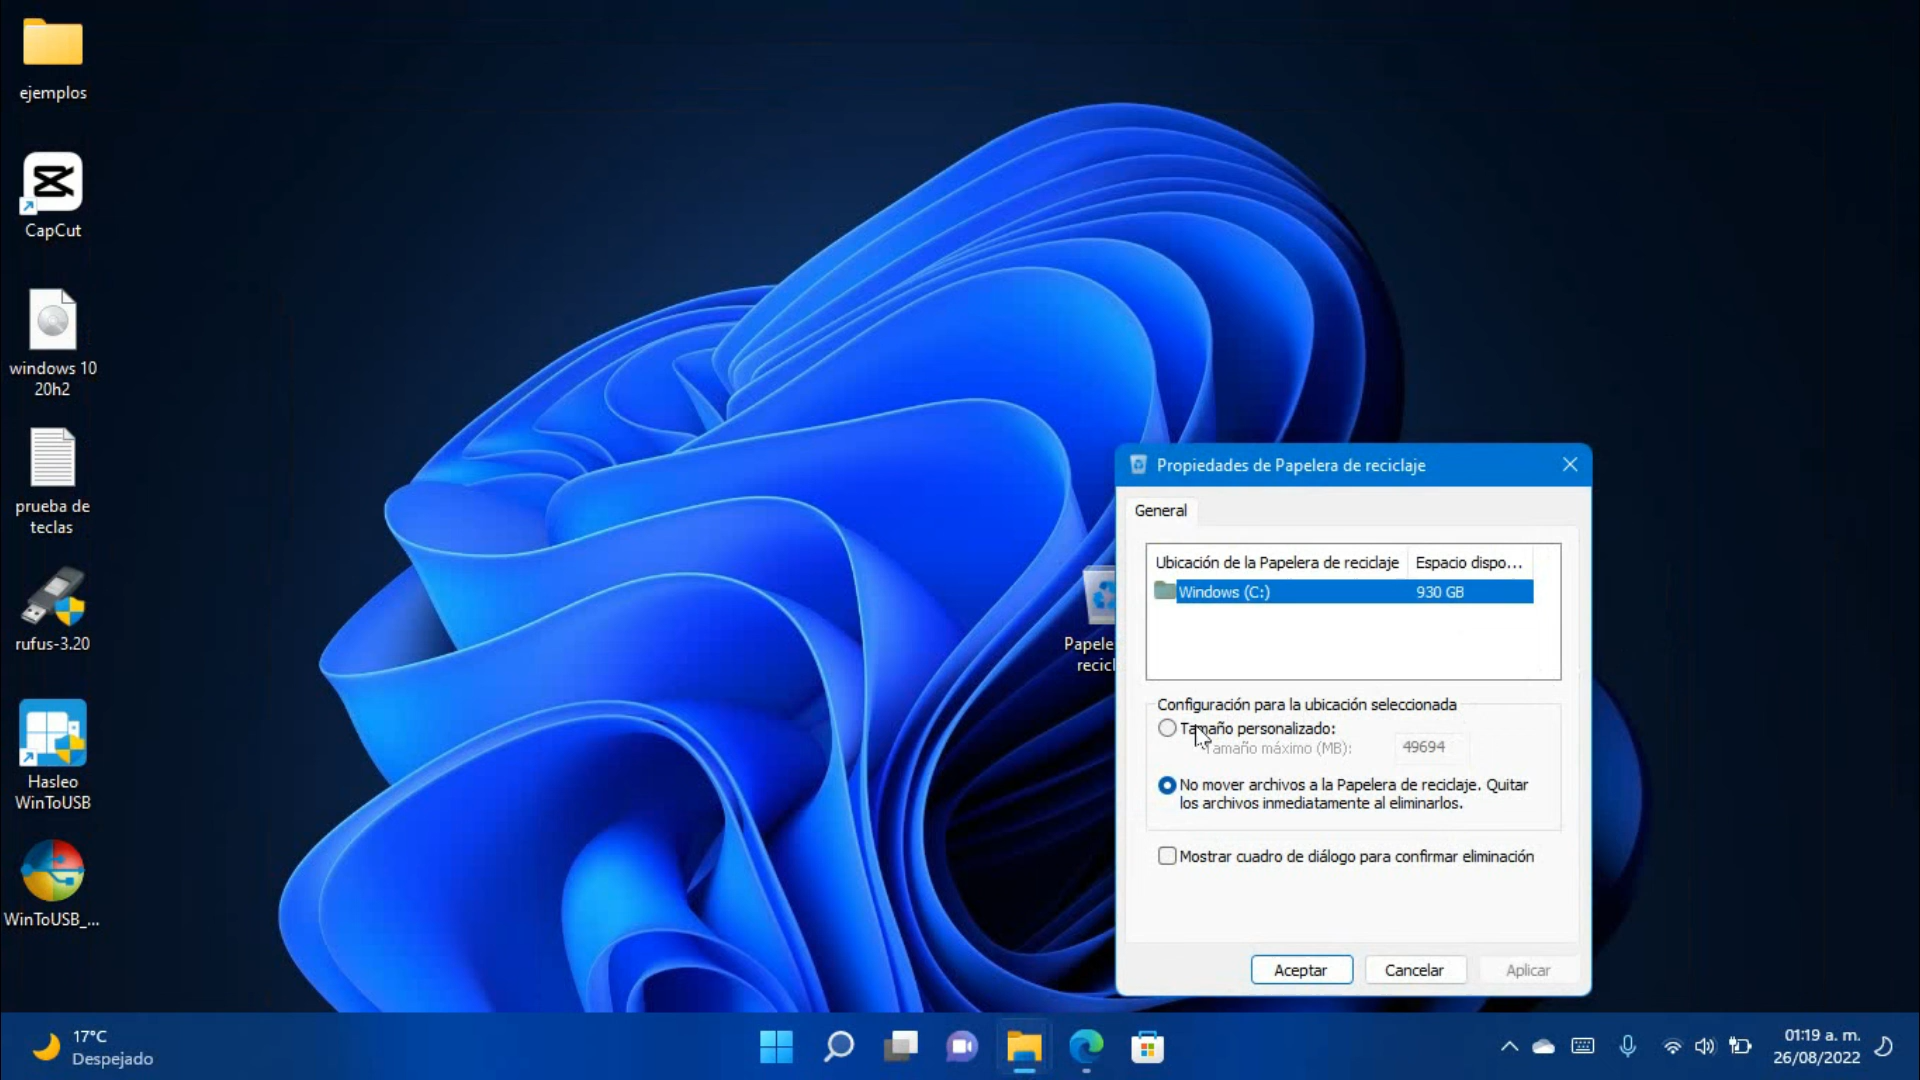 ejemplos
CapCut
windows 10
20h2
prueba de
teclas
rufus-3.20
Hasleo
WinToUSB
WinToUSB_...
Papele
recicl
Propiedades de Papelera de reciclaje
General
Ubicación de la Papelera de reciclaje Espacio dispo...
Windows (C:) 930 GB
Configuración para la ubicación seleccionada
Tamaño personalizado:
Tamaño máximo (MB): 49694
No mover archivos a la Papelera de reciclaje. Quitar
los archivos inmediatamente al eliminarlos.
Mostrar cuadro de diálogo para confirmar eliminación
Aceptar Cancelar Aplicar
17°C
Despejado
01:19 a. m.
26/08/2022